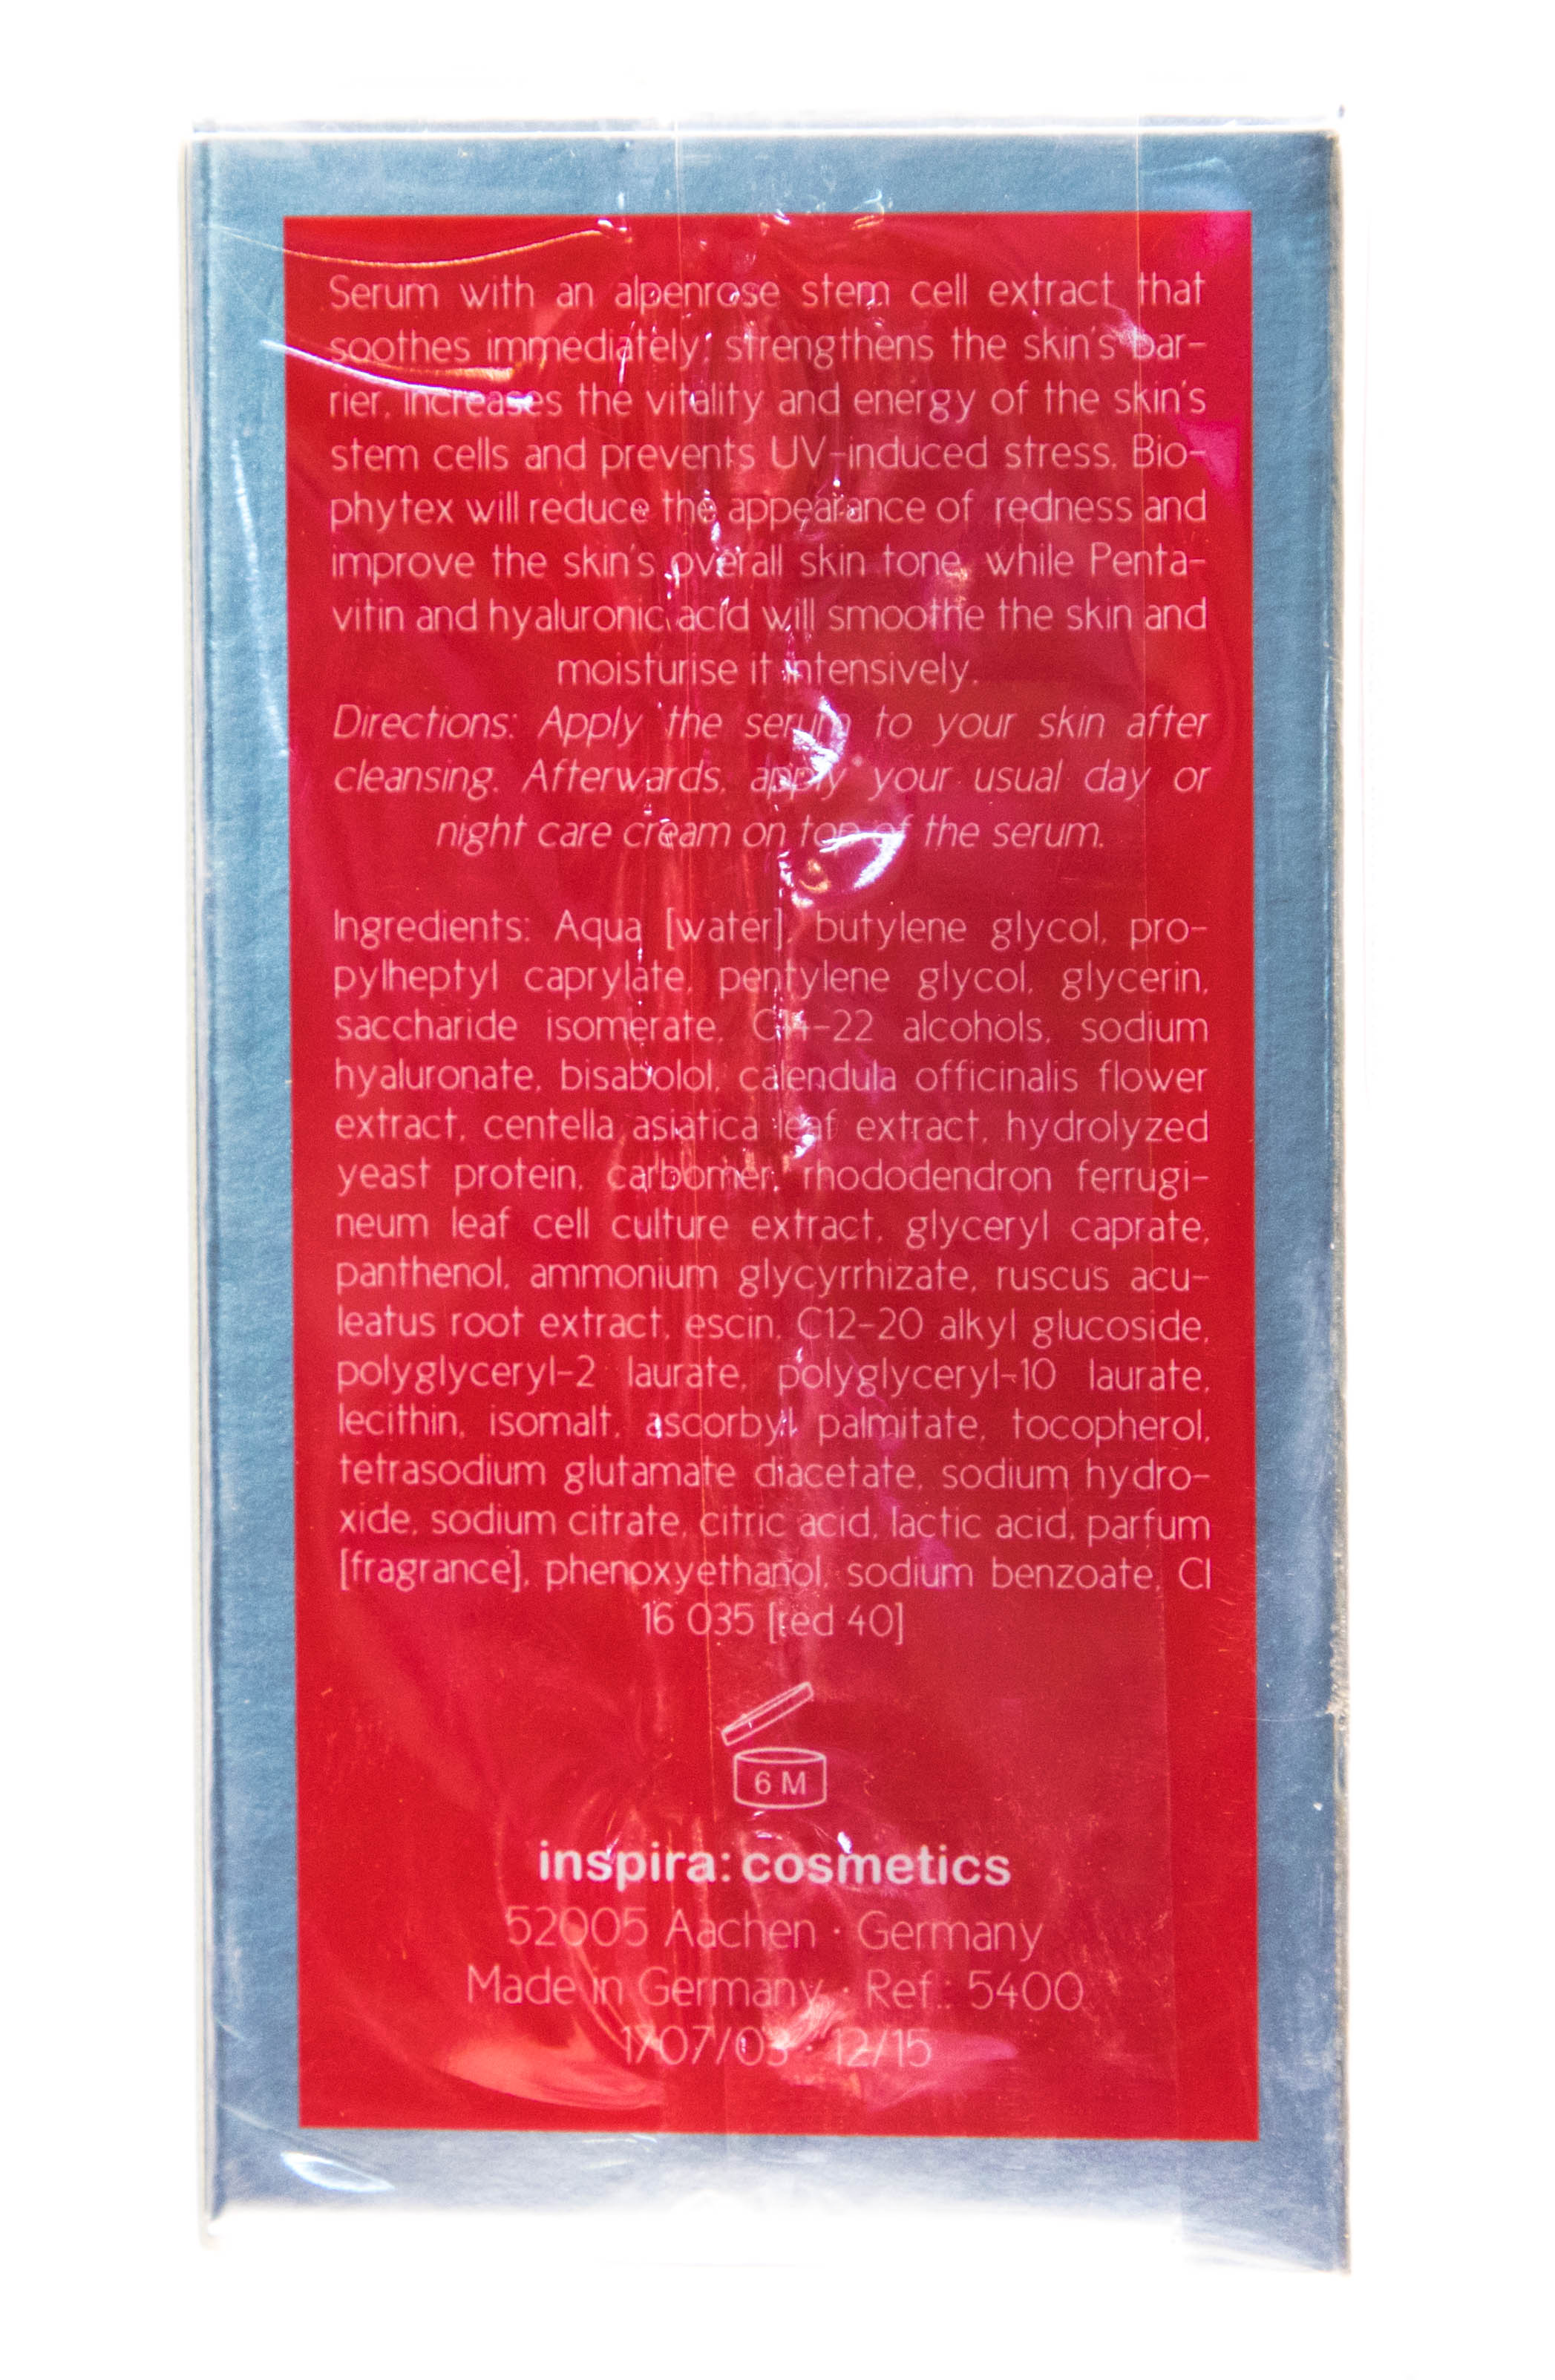 Serum with an alpenrose stem cell extract that
soothes immediately, strengthens the skin's bar-
rier, increases the vitality and energy of the skin's
stem cells and prevents UV-induced stress. Bio-
phytex will reduce the appearance of redness and
improve the skin's overall skin tone, while Penta-
vitin and hyaluronic acid will smoothe the skin and
moisturise it intensively.
Directions: Apply the serum to your skin after
cleansing. Afterwards, apply your usual day or
night care cream on top of the serum.
Ingredients: Aqua [water], butylene glycol, pro-
pylheptyl caprylate, pentylene glycol, glycerin,
saccharide isomerate, C14-22 alcohols, sodium
hyaluronate, bisabolol, calendula officinalis flower
extract, centella asiatica leaf extract, hydrolyzed
yeast protein, carbomer, rhododendron ferrugi-
neum leaf cell culture extract, glyceryl caprate,
panthenol, ammonium glycyrrhizate, ruscus acu-
leatus root extract, escin, C12-20 alkyl glucoside,
polyglyceryl-2 laurate, polyglyceryl-10 laurate,
lecithin, isomalt, ascorbyl palmitate, tocopherol,
tetrasodium glutamate diacetate, sodium hydro-
xide, sodium citrate, citric acid, lactic acid, parfum
[fragrance], phenoxyethanol, sodium benzoate, CI
16 035 [red 40]
6 M
inspira: cosmetics
52005 Aachen · Germany
Made in Germany · Ref.: 5400
1707/03 · 12/15